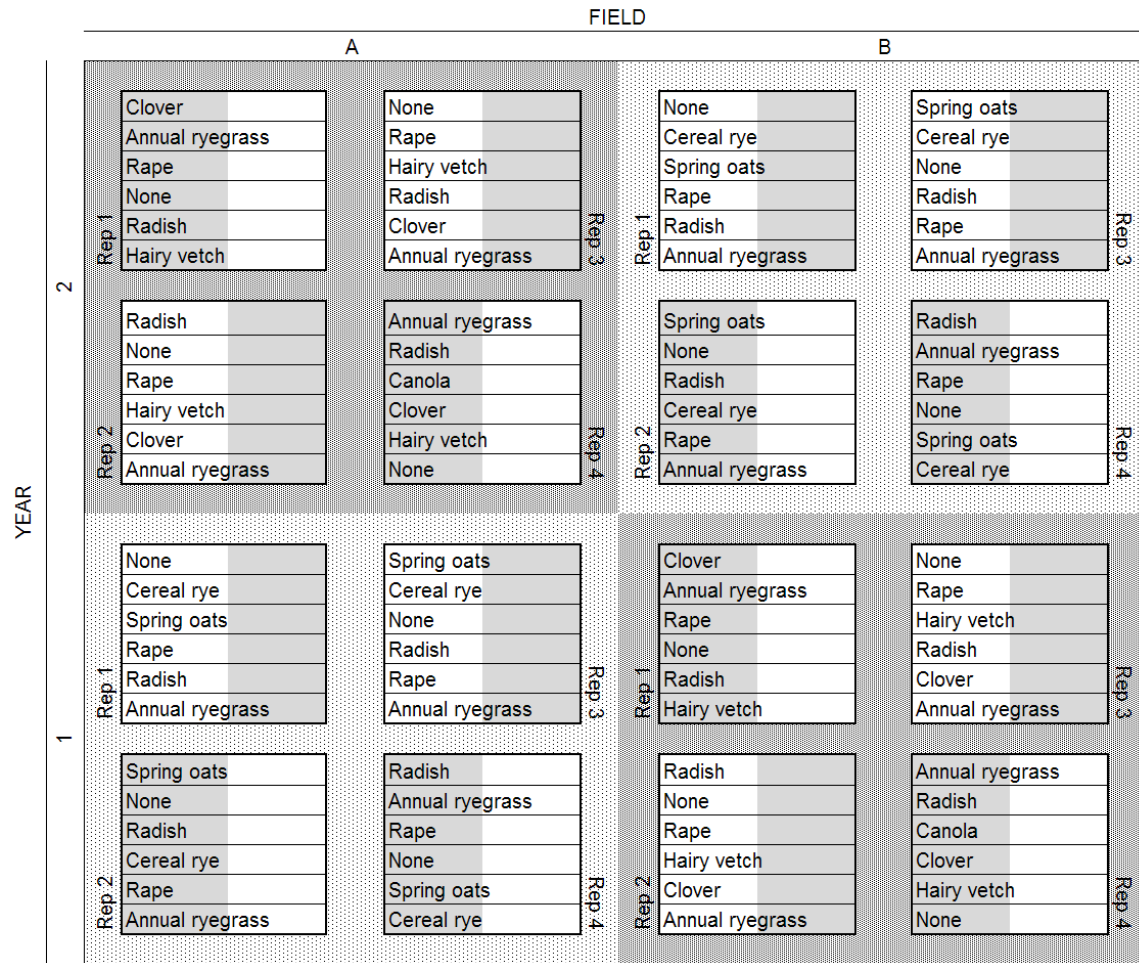 FIELD
A
B
YEAR
2
Rep 1
Clover
Annual ryegrass
Rape
None
Radish
Hairy vetch
None
Rape
Hairy vetch
Radish
Clover
Annual ryegrass
Rep 3
Rep 1
None
Cereal rye
Spring oats
Rape
Radish
Annual ryegrass
Spring oats
Cereal rye
None
Radish
Rape
Annual ryegrass
Rep 3
Rep 2
Radish
None
Rape
Hairy vetch
Clover
Annual ryegrass
Annual ryegrass
Radish
Canola
Clover
Hairy vetch
None
Rep 4
Rep 2
Spring oats
None
Radish
Cereal rye
Rape
Annual ryegrass
Radish
Annual ryegrass
Rape
None
Spring oats
Cereal rye
Rep 4
1
Rep 1
None
Cereal rye
Spring oats
Rape
Radish
Annual ryegrass
Spring oats
Cereal rye
None
Radish
Rape
Annual ryegrass
Rep 3
Rep 1
Clover
Annual ryegrass
Rape
None
Radish
Hairy vetch
None
Rape
Hairy vetch
Radish
Clover
Annual ryegrass
Rep 3
Rep 2
Spring oats
None
Radish
Cereal rye
Rape
Annual ryegrass
Radish
Annual ryegrass
Rape
None
Spring oats
Cereal rye
Rep 4
Rep 2
Radish
None
Rape
Hairy vetch
Clover
Annual ryegrass
Annual ryegrass
Radish
Canola
Clover
Hairy vetch
None
Rep 4